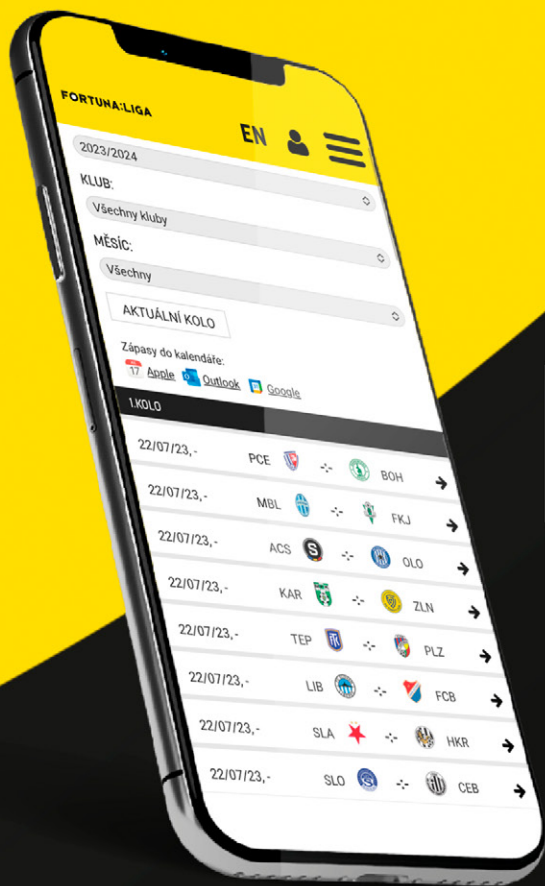 FORTUNA:LIGA
EN
2023/2024
KLUB:
Všechny kluby
MĚSÍC:
Všechny
AKTUÁLNÍ KOLO
Zápasy do kalendáře:
17 Apple Outlook Google
1.KOLO
22/07/23,- PCE -:- BOH
22/07/23,- MBL -:- FKJ
22/07/23,- ACS S -:- OLO
22/07/23,- KAR -:- ZLN
22/07/23,- TEP -:- PLZ
22/07/23,- LIB -:- FCB
22/07/23,- SLA -:- HKR
22/07/23,- SLO -:- CEB